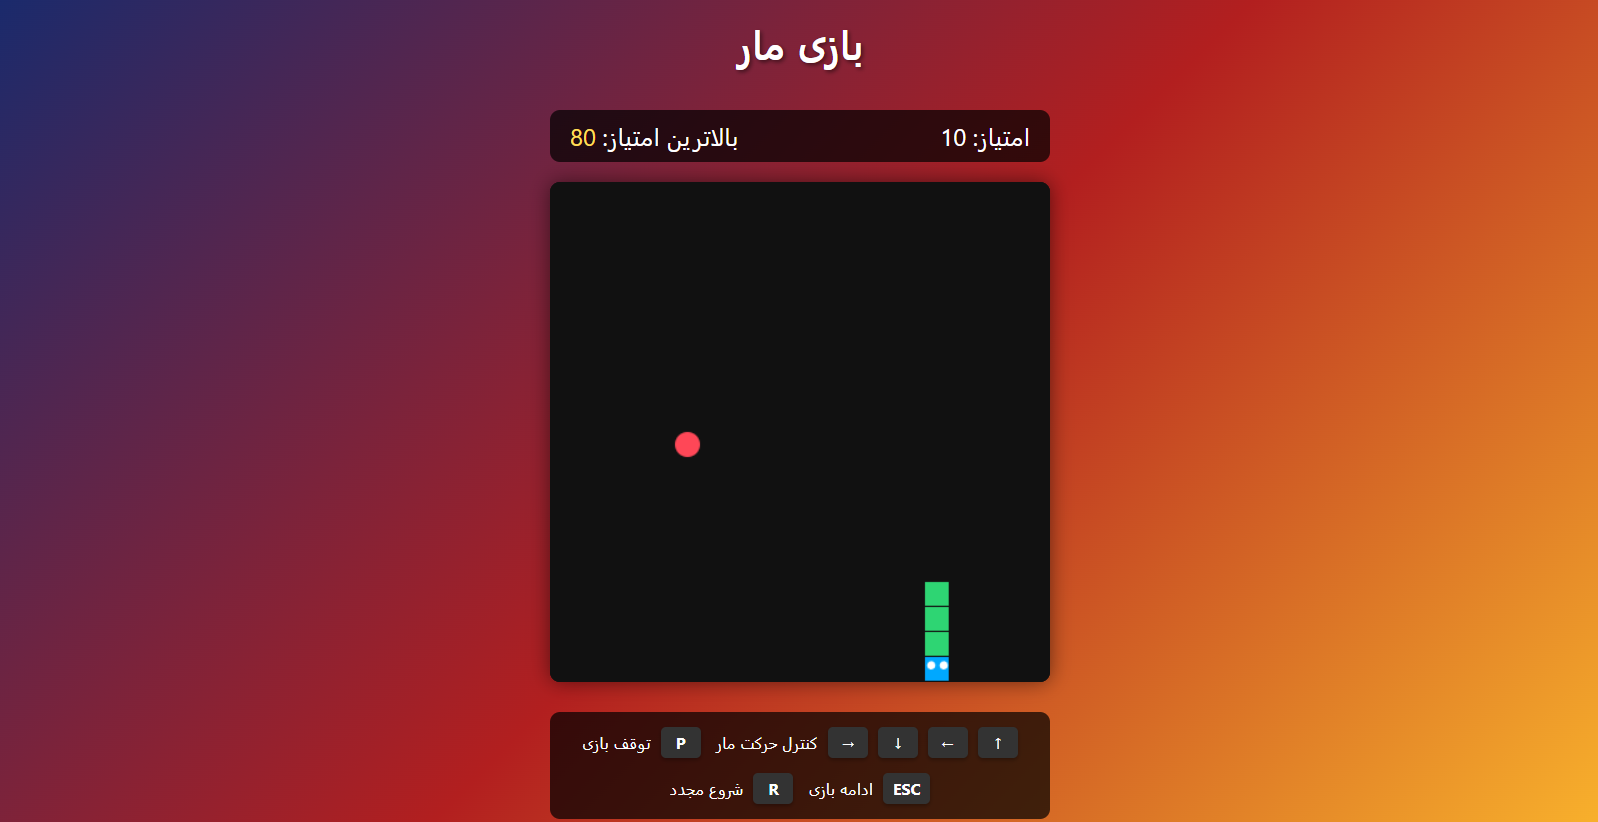 بازی مار
امتیاز: 10
بالاترین امتیاز: 80
↑ ← ↓ → کنترل حرکت مار P توقف بازی
ESC ادامه بازی R شروع مجدد